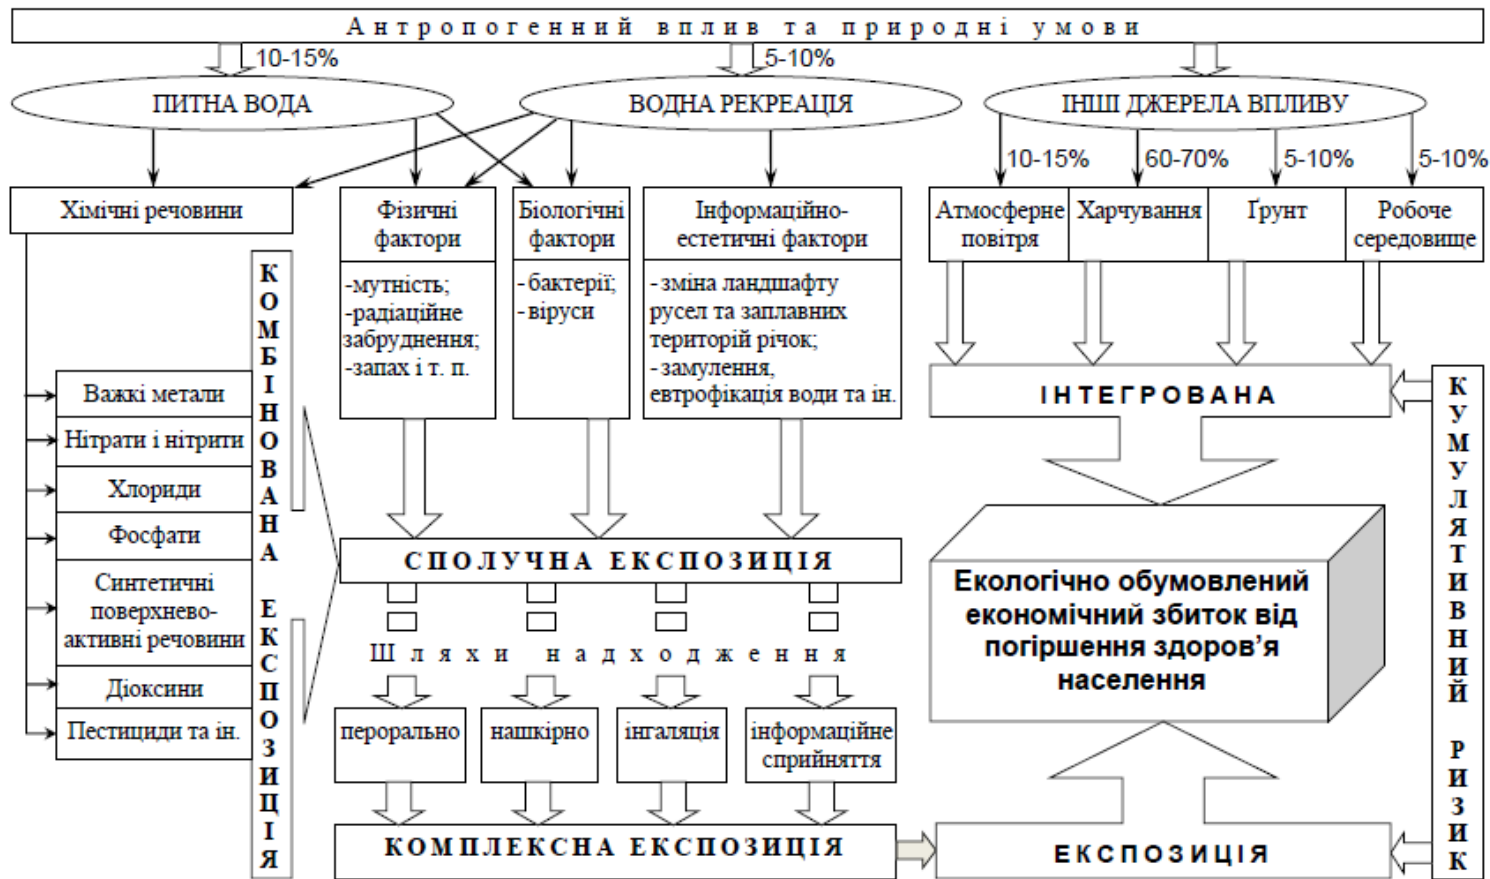 Антропогенний вплив та природні умови
10-15%
5-10%
ПИТНА ВОДА
ВОДНА РЕКРЕАЦІЯ
ІНШІ ДЖЕРЕЛА ВПЛИВУ
10-15%
60-70%
5-10%
5-10%
Хімічні речовини
Фізичні
фактори
Біологічні
фактори
Інформаційно-
естетичні фактори
Атмосферне
повітря
Харчування
Ґрунт
Робоче
середовище
-мутність;
-радіаційне
забруднення;
-запах і т. п.
- бактерії;
- віруси
- зміна ландшафту
русел та заплавних
територій річок;
- замулення,
евтрофікація води та ін.
КОМБІНОВАНА ЕКСПОЗИЦІЯ
Важкі метали
Нітрати і нітрити
Хлориди
Фосфати
Синтетичні
поверхнево-
активні речовини
Діоксини
Пестициди та ін.
СПОЛУЧНА ЕКСПОЗИЦІЯ
Шляхи надходження
перорально
нашкірно
інгаляція
інформаційне
сприйняття
КОМПЛЕКСНА ЕКСПОЗИЦІЯ
ІНТЕГРОВАНА
Екологічно обумовлений
економічний збиток від
погіршення здоров’я
населення
ЕКСПОЗИЦІЯ
КУМУЛЯТИВНИЙ РИЗИК